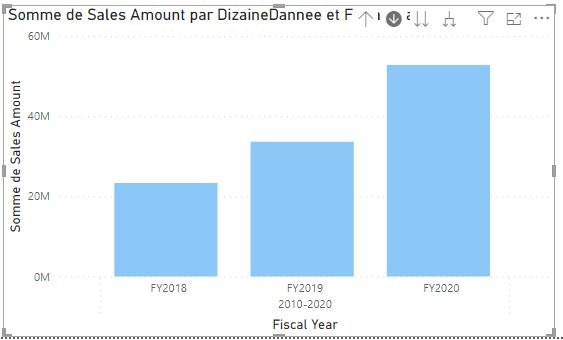 Somme de Sales Amount par DizaineDannee et F
60M
40M
20M
0M
Somme de Sales Amount
FY2018 FY2019 FY2020
2010-2020
Fiscal Year